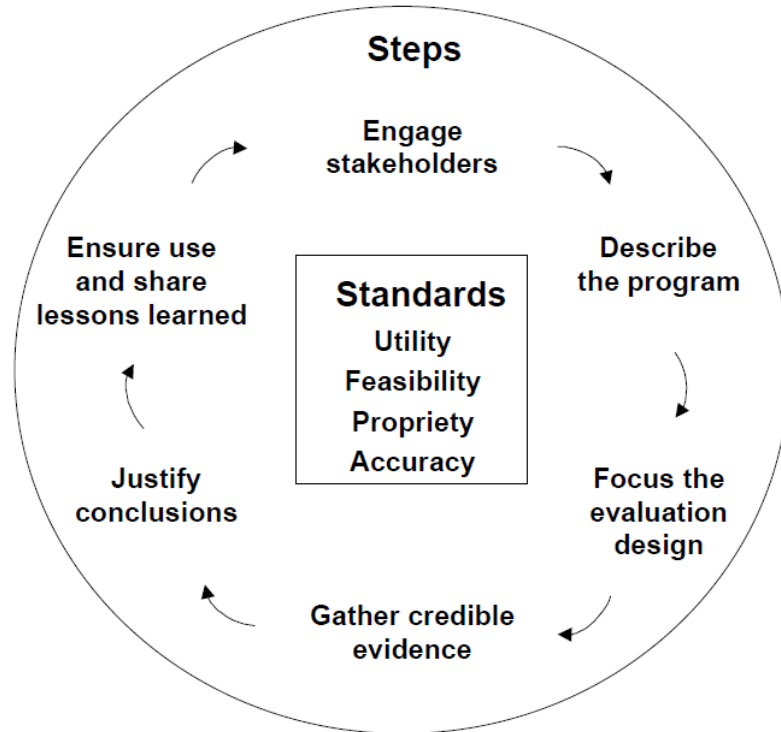 Steps
Engage
stakeholders
Describe
the program
Focus the
evaluation
design
Gather credible
evidence
Justify
conclusions
Ensure use
and share
lessons learned
Standards
Utility
Feasibility
Propriety
Accuracy